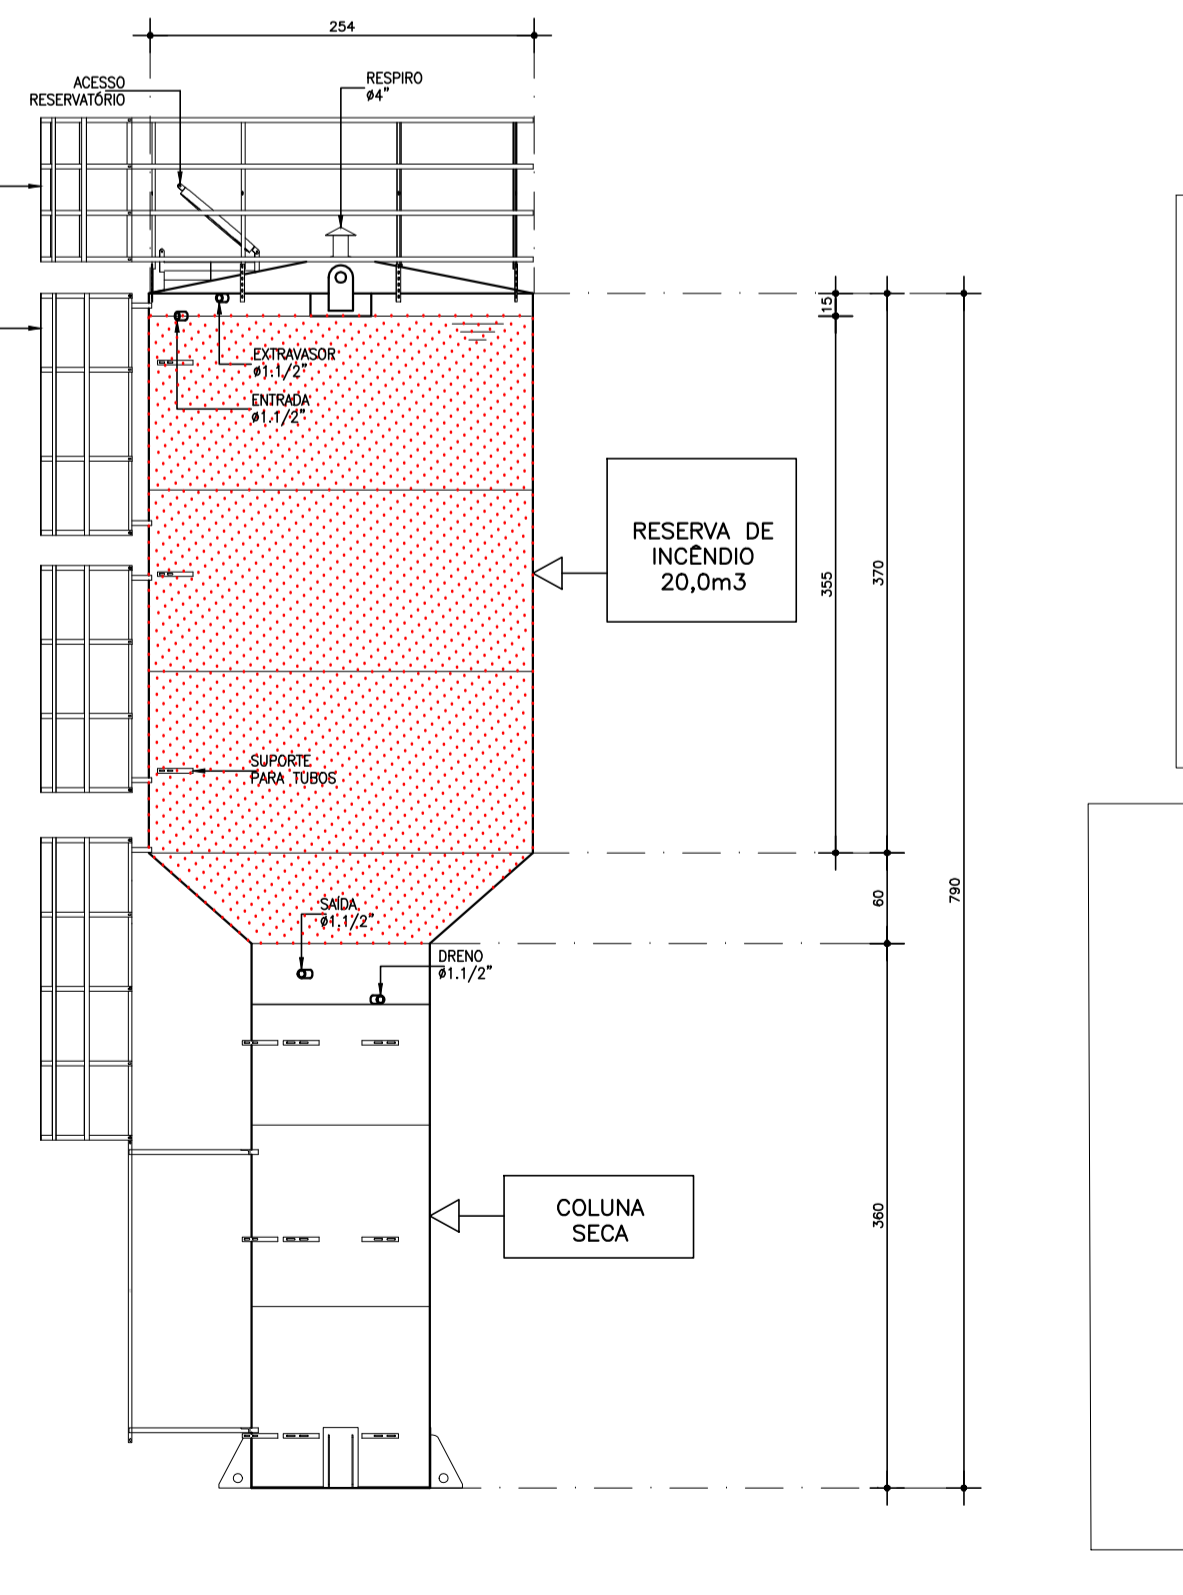 254
ACESSO
RESERVATÓRIO
RESPIRO
ø4"
15
EXTRAVASOR
ø1.1/2"
ENTRADA
ø1.1/2"
RESERVA DE
INCÊNDIO
20,0m3
355
370
SUPORTE
PARA TUBOS
60
790
SAÍDA
ø1.1/2"
DRENO
ø1.1/2"
COLUNA
SECA
360